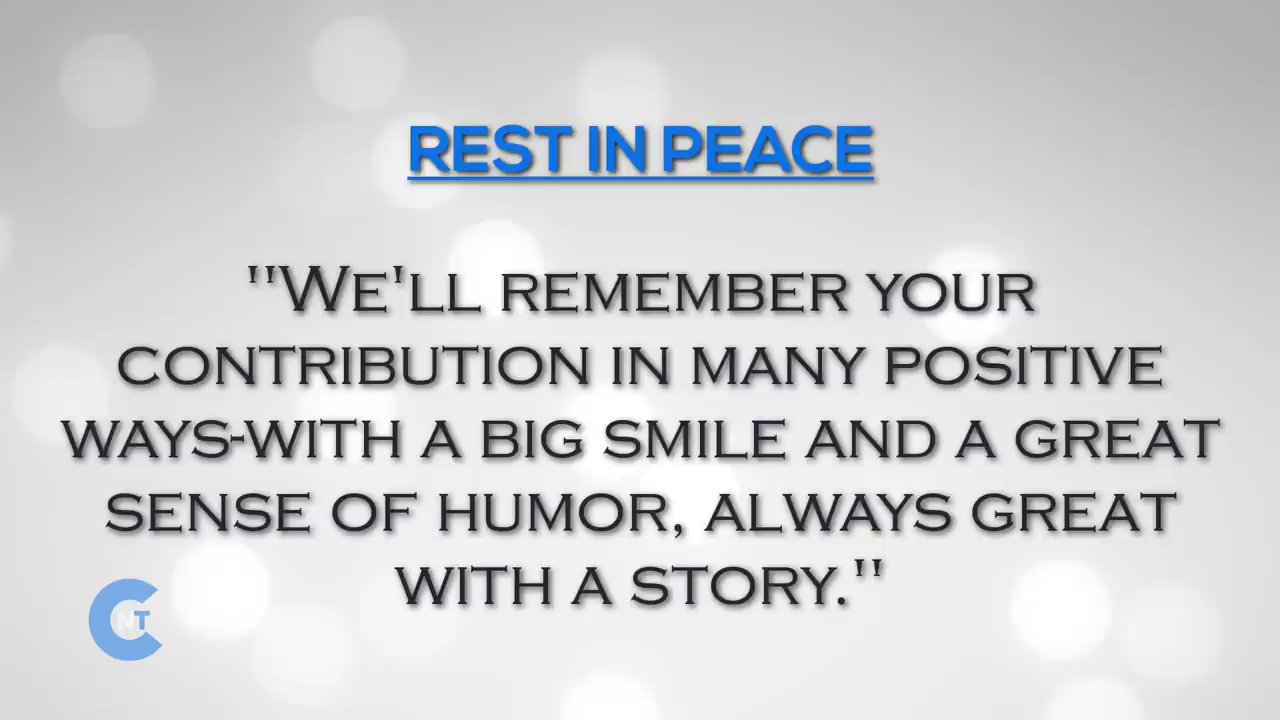 REST IN PEACE
"WE'LL REMEMBER YOUR
CONTRIBUTION IN MANY POSITIVE
WAYS-WITH A BIG SMILE AND A GREAT
SENSE OF HUMOR, ALWAYS GREAT
WITH A STORY."
CNT